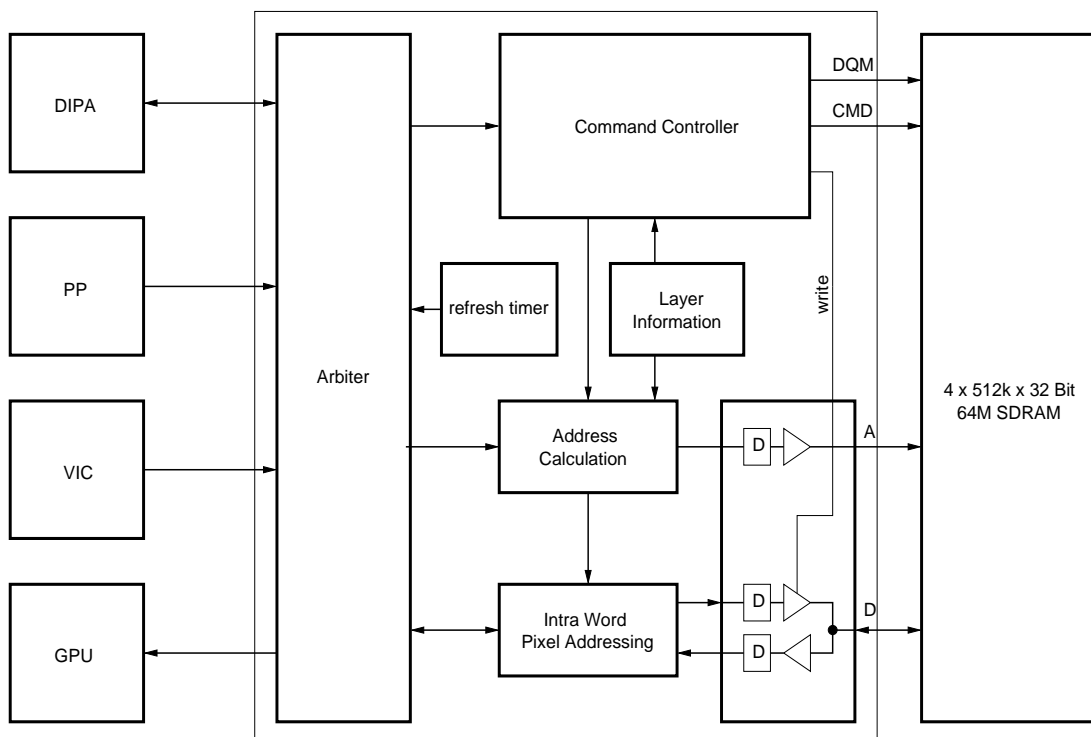 DIPA
PP
VIC
GPU
Arbiter
Command Controller
refresh timer
Layer
Information
Address
Calculation
Intra Word
Pixel Addressing
DQM
CMD
write
D
A
D
D
D
4 x 512k x 32 Bit
64M SDRAM